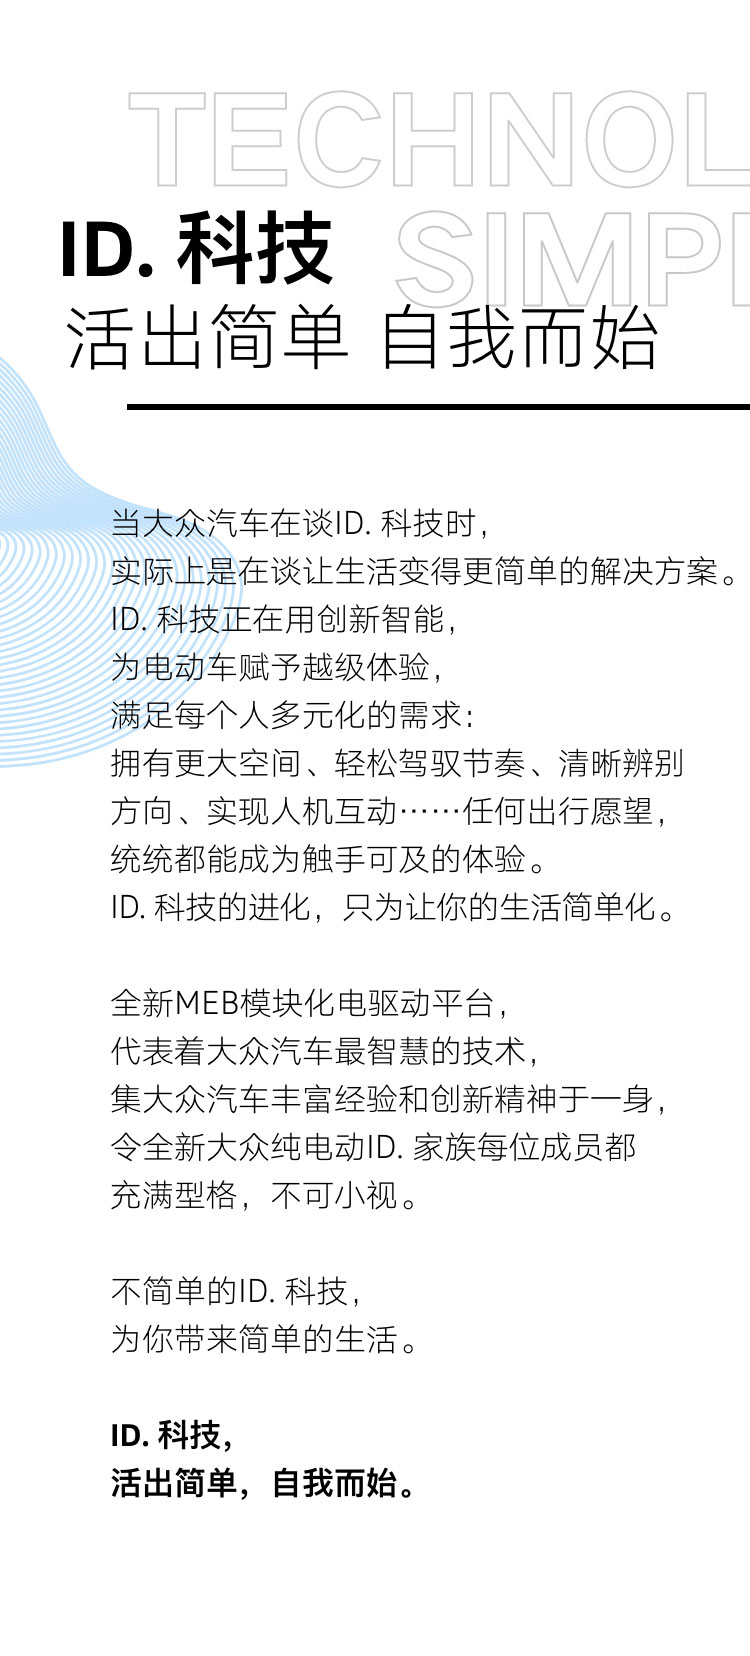 TECHNOL
SIMPL
ID. 科技
活出简单 自我而始
当大众汽车在谈ID. 科技时，
实际上是在谈让生活变得更简单的解决方案。
ID. 科技正在用创新智能，
为电动车赋予越级体验，
满足每个人多元化的需求：
拥有更大空间、轻松驾驭节奏、清晰辨别
方向、实现人机互动……任何出行愿望，
统统都能成为触手可及的体验。
ID. 科技的进化，只为让你的生活简单化。
全新MEB模块化电驱动平台，
代表着大众汽车最智慧的技术，
集大众汽车丰富经验和创新精神于一身，
令全新大众纯电动ID. 家族每位成员都
充满型格，不可小视。
不简单的ID. 科技，
为你带来简单的生活。
ID. 科技，
活出简单，自我而始。